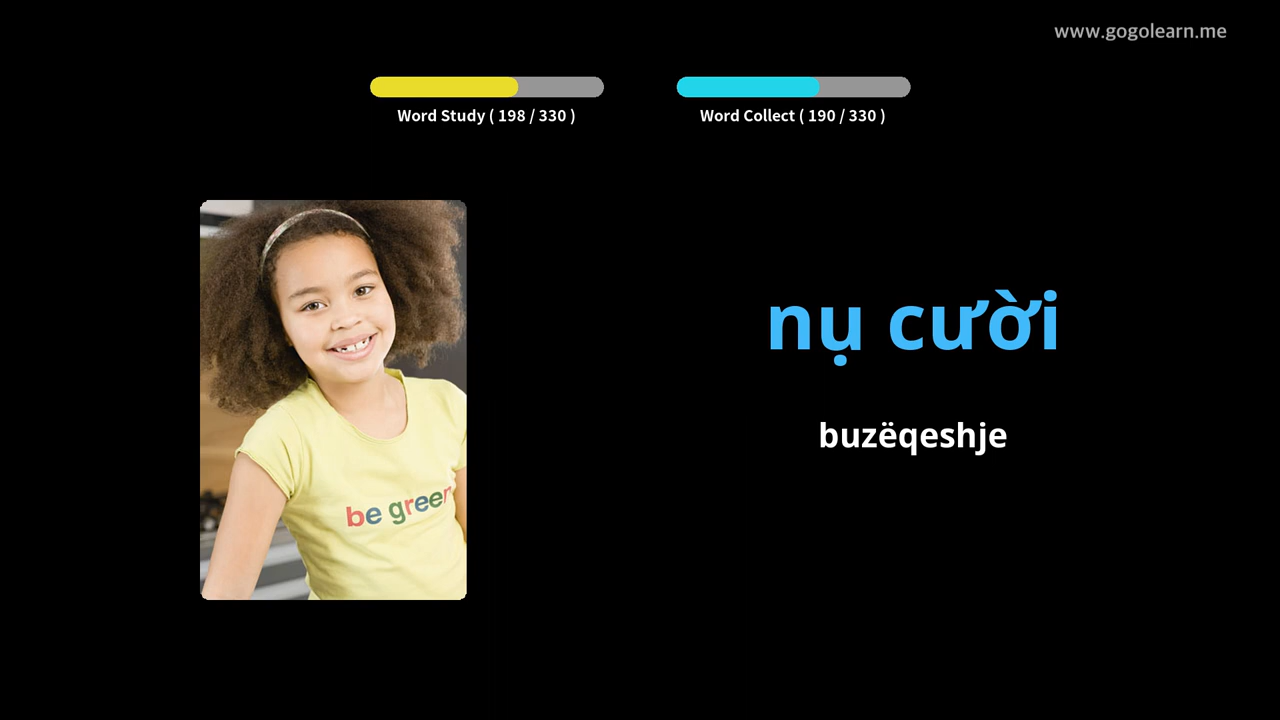 www.gogolearn.me
Word Study ( 198 / 330 )
Word Collect ( 190 / 330 )
nụ cười
buzëqeshje
be green